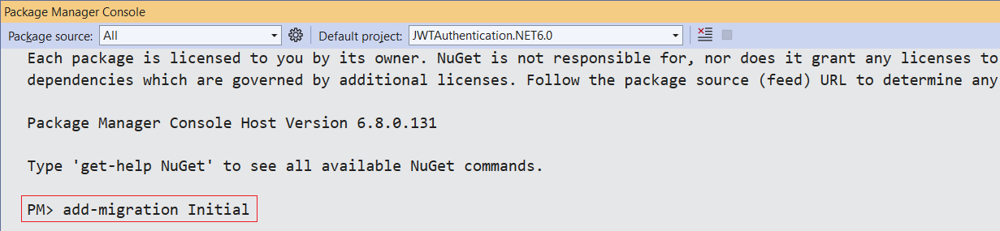 Package Manager Console
Package source: All Default project: JWTAuthentication.NET6.0
Each package is licensed to you by its owner. NuGet is not responsible for, nor does it grant any licenses to
dependencies which are governed by additional licenses. Follow the package source (feed) URL to determine any
Package Manager Console Host Version 6.8.0.131
Type 'get-help NuGet' to see all available NuGet commands.
PM> add-migration Initial